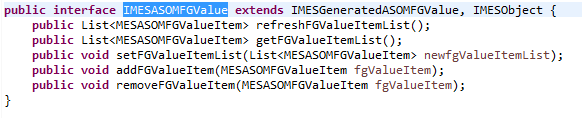 public interface IMESASOMFGValue extends IMESGeneratedASOMFGValue, IMESObject {
public List<MESASOMFGValueItem> refreshFGValueItemList();
public List<MESASOMFGValueItem> getFGValueItemList();
public void setFGValueItemList(List<MESASOMFGValueItem> newfgValueItemList);
public void addFGValueItem(MESASOMFGValueItem fgValueItem);
public void removeFGValueItem(MESASOMFGValueItem fgValueItem);
}